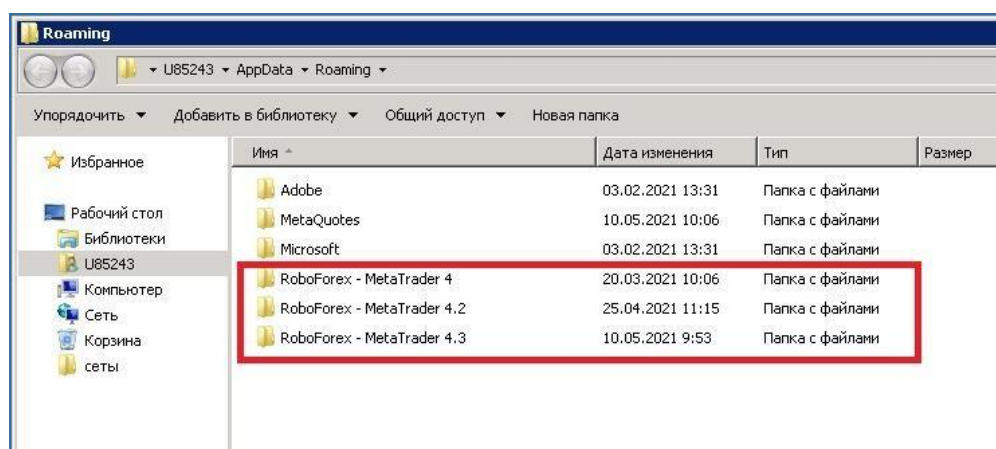 Roaming
U85243 AppData Roaming
Упорядочить Добавить в библиотеку Общий доступ Новая папка
Избранное
Рабочий стол
Библиотеки
U85243
Компьютер
Сеть
Корзина
сеты
Имя Дата изменения Тип Размер
Adobe 03.02.2021 13:31 Папка с файлами
MetaQuotes 10.05.2021 10:06 Папка с файлами
Microsoft 03.02.2021 13:31 Папка с файлами
RoboForex - MetaTrader 4 20.03.2021 10:06 Папка с файлами
RoboForex - MetaTrader 4.2 25.04.2021 11:15 Папка с файлами
RoboForex - MetaTrader 4.3 10.05.2021 9:53 Папка с файлами